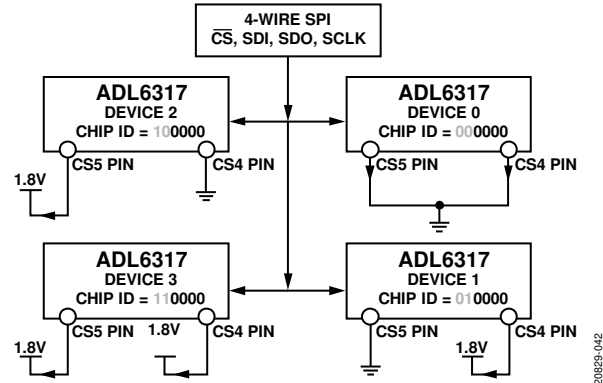 4-WIRE SPI
CS, SDI, SDO, SCLK
ADL6317
DEVICE 2
CHIP ID = 100000
CS5 PIN
CS4 PIN
1.8V
ADL6317
DEVICE 0
CHIP ID = 000000
CS5 PIN
CS4 PIN
ADL6317
DEVICE 3
CHIP ID = 110000
CS5 PIN
CS4 PIN
1.8V
1.8V
ADL6317
DEVICE 1
CHIP ID = 010000
CS5 PIN
CS4 PIN
1.8V
20829-042